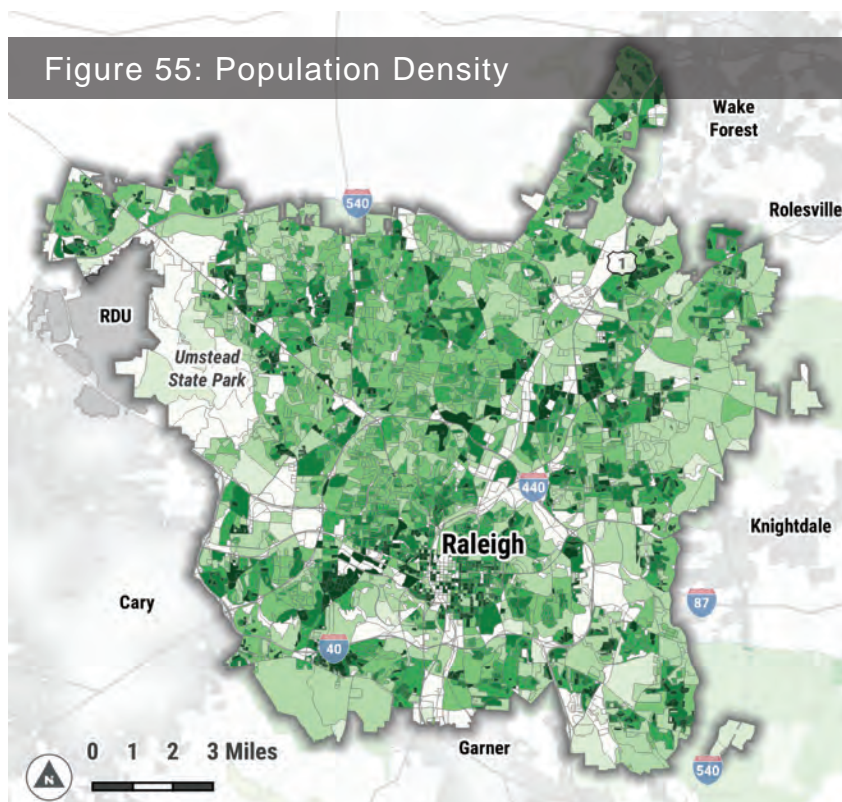 Figure 55: Population Density
Wake
Forest
540
Rolesville
1
RDU
Umstead
State Park
440
Raleigh
Knightdale
Cary
87
40
Garner
0 1 2 3 Miles
N
540